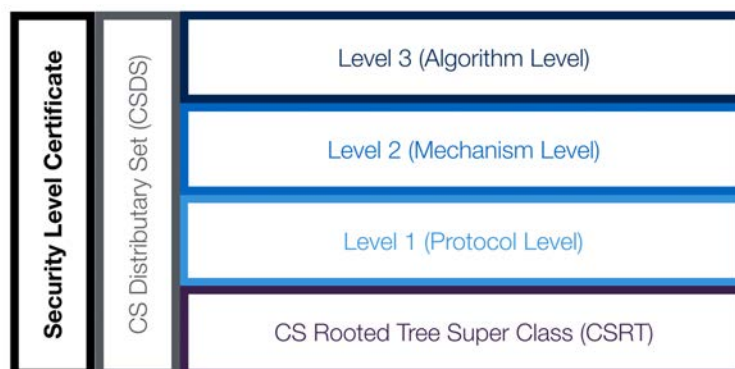 Security Level Certificate
CS Distributary Set (CSDS)
Level 3 (Algorithm Level)
Level 2 (Mechanism Level)
Level 1 (Protocol Level)
CS Rooted Tree Super Class (CSRT)